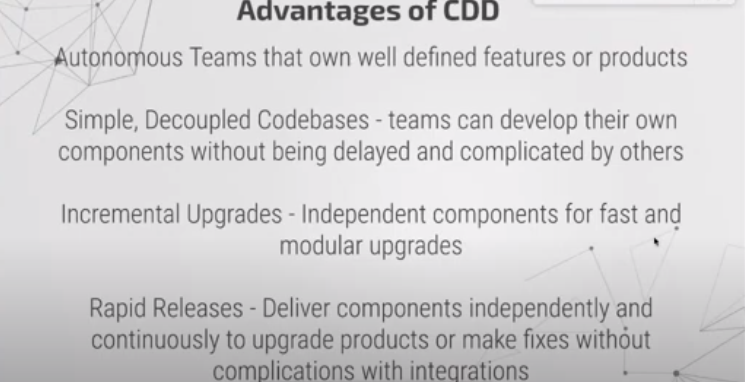 Advantages of CDD
Autonomous Teams that own well defined features or products
Simple, Decoupled Codebases - teams can develop their own
components without being delayed and complicated by others
Incremental Upgrades - Independent components for fast and
modular upgrades
Rapid Releases - Deliver components independently and
continuously to upgrade products or make fixes without
complications with integrations